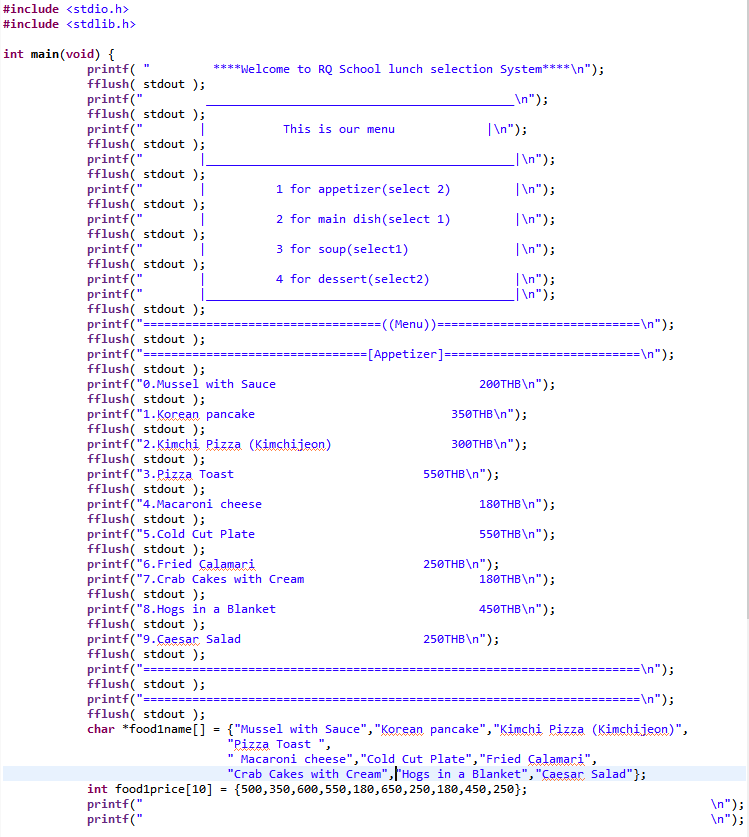 #include <stdio.h>
#include <stdlib.h>
int main(void) {
printf( "          ****Welcome to RQ School lunch selection System****\n");
fflush( stdout );
printf("         ____________________________________________\n");
fflush( stdout );
printf("        |           This is our menu             |\n");
fflush( stdout );
printf("        |____________________________________________|\n");
fflush( stdout );
printf("        |          1 for appetizer(select 2)         |\n");
fflush( stdout );
printf("        |          2 for main dish(select 1)         |\n");
fflush( stdout );
printf("        |          3 for soup(select1)               |\n");
fflush( stdout );
printf("        |          4 for dessert(select2)            |\n");
printf("        |____________________________________________|\n");
fflush( stdout );
printf("==================================((Menu))=============================\n");
fflush( stdout );
printf("================================[Appetizer]============================\n");
fflush( stdout );
printf("0.Mussel with Sauce                             200THB\n");
fflush( stdout );
printf("1.Korean pancake                            350THB\n");
fflush( stdout );
printf("2.Kimchi Pizza (Kimchijeon)                 300THB\n");
fflush( stdout );
printf("3.Pizza Toast                           550THB\n");
fflush( stdout );
printf("4.Macaroni cheese                               180THB\n");
fflush( stdout );
printf("5.Cold Cut Plate                                550THB\n");
fflush( stdout );
printf("6.Fried Calamari                        250THB\n");
printf("7.Crab Cakes with Cream                         180THB\n");
fflush( stdout );
printf("8.Hogs in a Blanket                             450THB\n");
fflush( stdout );
printf("9.Caesar Salad                          250THB\n");
fflush( stdout );
printf("=======================================================================\n");
fflush( stdout );
printf("=======================================================================\n");
fflush( stdout );
char *food1name[] = {"Mussel with Sauce","Korean pancake","Kimchi Pizza (Kimchijeon)",
"Pizza Toast ",
" Macaroni cheese","Cold Cut Plate","Fried Calamari",
"Crab Cakes with Cream","Hogs in a Blanket","Caesar Salad"};
int food1price[10] = {500,350,600,550,180,650,250,180,450,250};
printf("                                                                                 \n");
printf("                                                                                 \n");